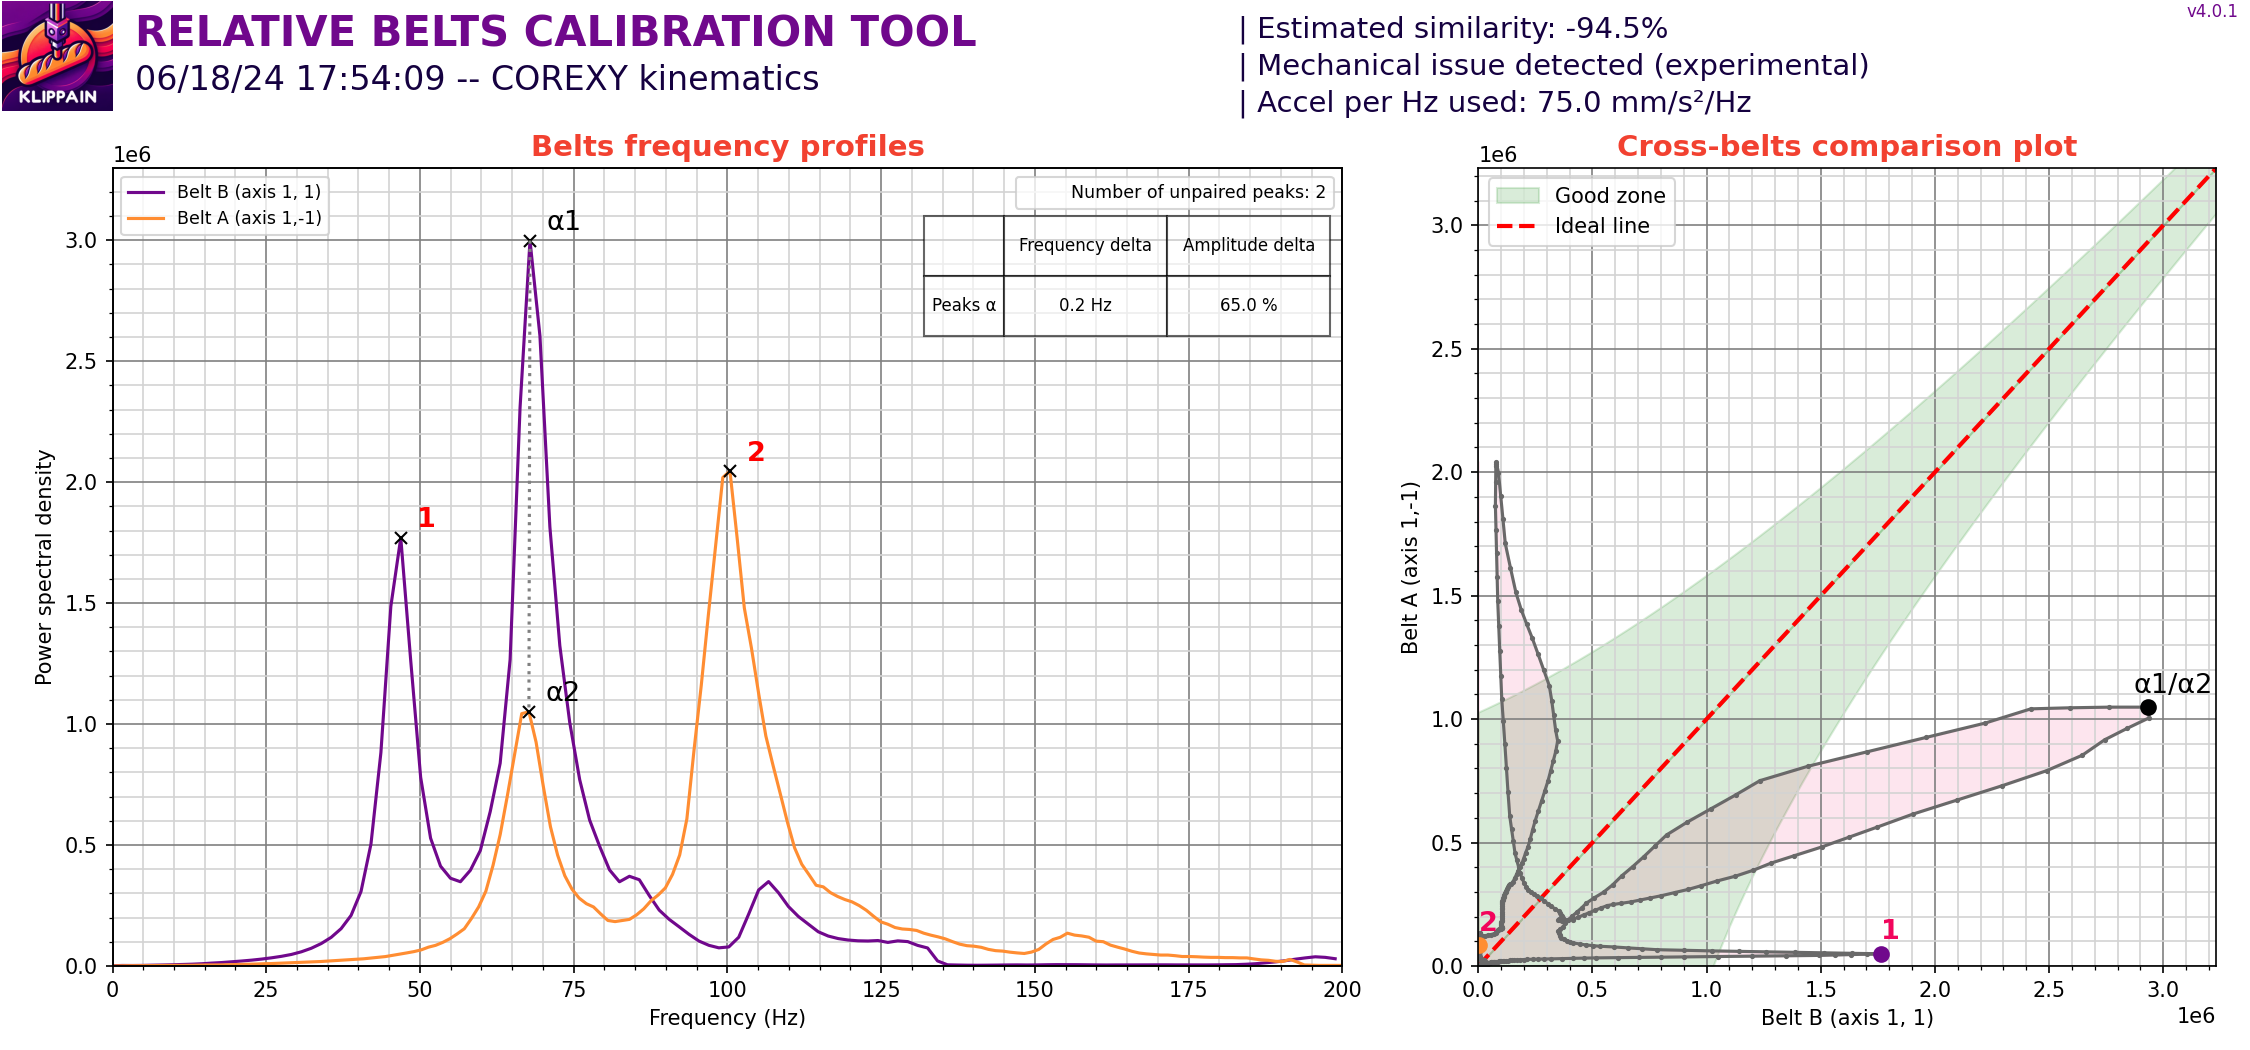 KLIPPAIN
RELATIVE BELTS CALIBRATION TOOL
06/18/24 17:54:09 -- COREXY kinematics
| Estimated similarity: -94.5%
| Mechanical issue detected (experimental)
| Accel per Hz used: 75.0 mm/s²/Hz
v4.0.1
Belts frequency profiles
1e6
Belt B (axis 1, 1)
Belt A (axis 1,-1)
Number of unpaired peaks: 2
Frequency delta Amplitude delta
Peaks α 0.2 Hz 65.0 %
α1
2
1
α2
Power spectral density
3.0
2.5
2.0
1.5
1.0
0.5
0.0
0 25 50 75 100 125 150 175 200
Frequency (Hz)
Cross-belts comparison plot
1e6
Good zone
Ideal line
α1/α2
2
1
Belt A (axis 1,-1)
3.0
2.5
2.0
1.5
1.0
0.5
0.0
0.0 0.5 1.0 1.5 2.0 2.5 3.0
Belt B (axis 1, 1)
1e6